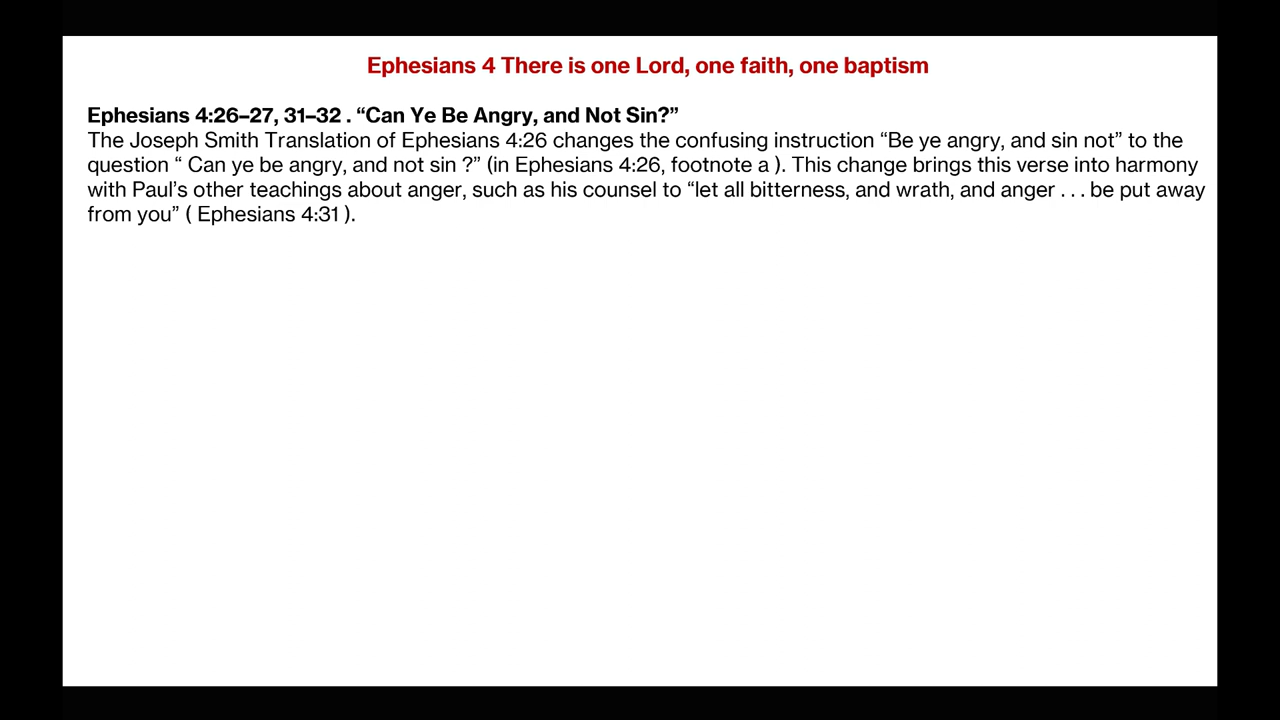 Ephesians 4 There is one Lord, one faith, one baptism
Ephesians 4:26–27, 31–32 . “Can Ye Be Angry, and Not Sin?”
The Joseph Smith Translation of Ephesians 4:26 changes the confusing instruction “Be ye angry, and sin not” to the
question “ Can ye be angry, and not sin ?” (in Ephesians 4:26, footnote a ). This change brings this verse into harmony
with Paul’s other teachings about anger, such as his counsel to “let all bitterness, and wrath, and anger . . . be put away
from you” ( Ephesians 4:31 ).